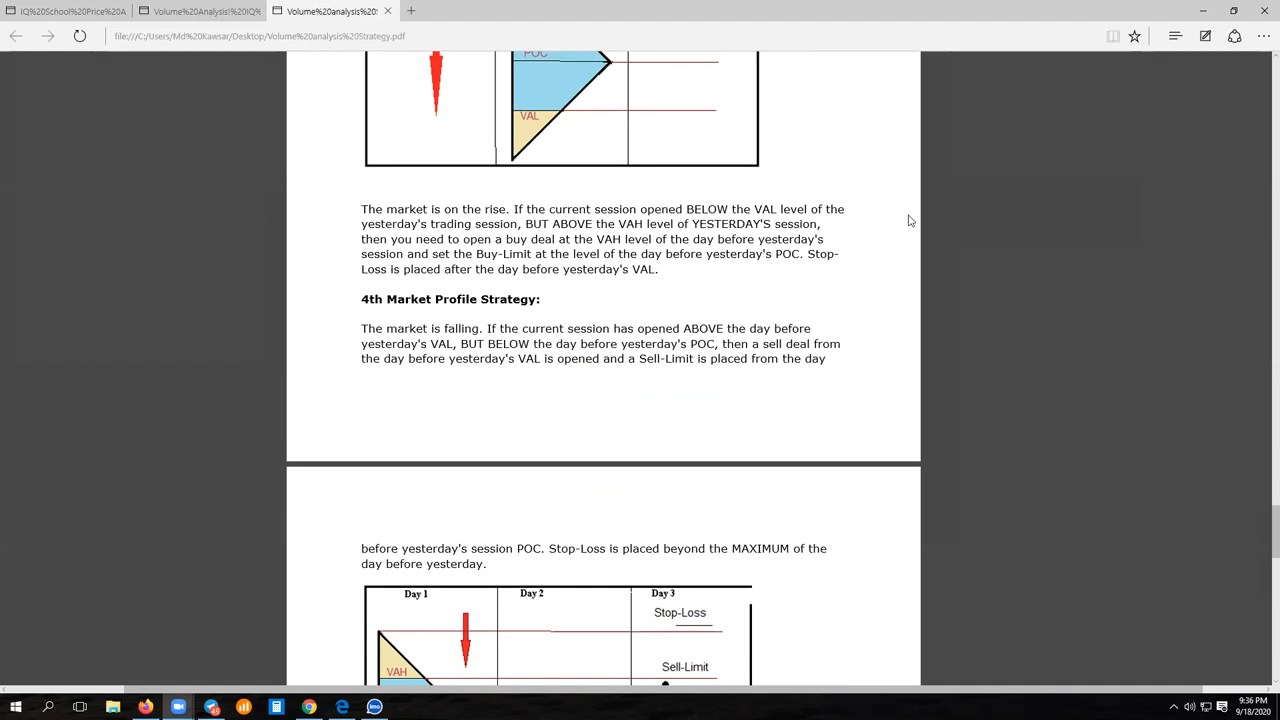 IQ%20School%20Price%20A
Volume%20Analysis!%20IQ%
Volume%20analysis%20:
file:///C:/Users/Md%20Kawsar/Desktop/Volume%20analysis%20Strategy.pdf
POC
VAL
The market is on the rise. If the current session opened BELOW the VAL level of the
yesterday's trading session, BUT ABOVE the VAH level of YESTERDAY'S session,
then you need to open a buy deal at the VAH level of the day before yesterday's
session and set the Buy-Limit at the level of the day before yesterday's POC. Stop-
Loss is placed after the day before yesterday's VAL.
4th Market Profile Strategy:
The market is falling. If the current session has opened ABOVE the day before
yesterday's VAL, BUT BELOW the day before yesterday's POC, then a sell deal from
the day before yesterday's VAL is opened and a Sell-Limit is placed from the day
before yesterday's session POC. Stop-Loss is placed beyond the MAXIMUM of the
day before yesterday.
Day 1 Day 2 Day 3
Stop-Loss
Sell-Limit
VAH
9:36 PM
9/18/2020